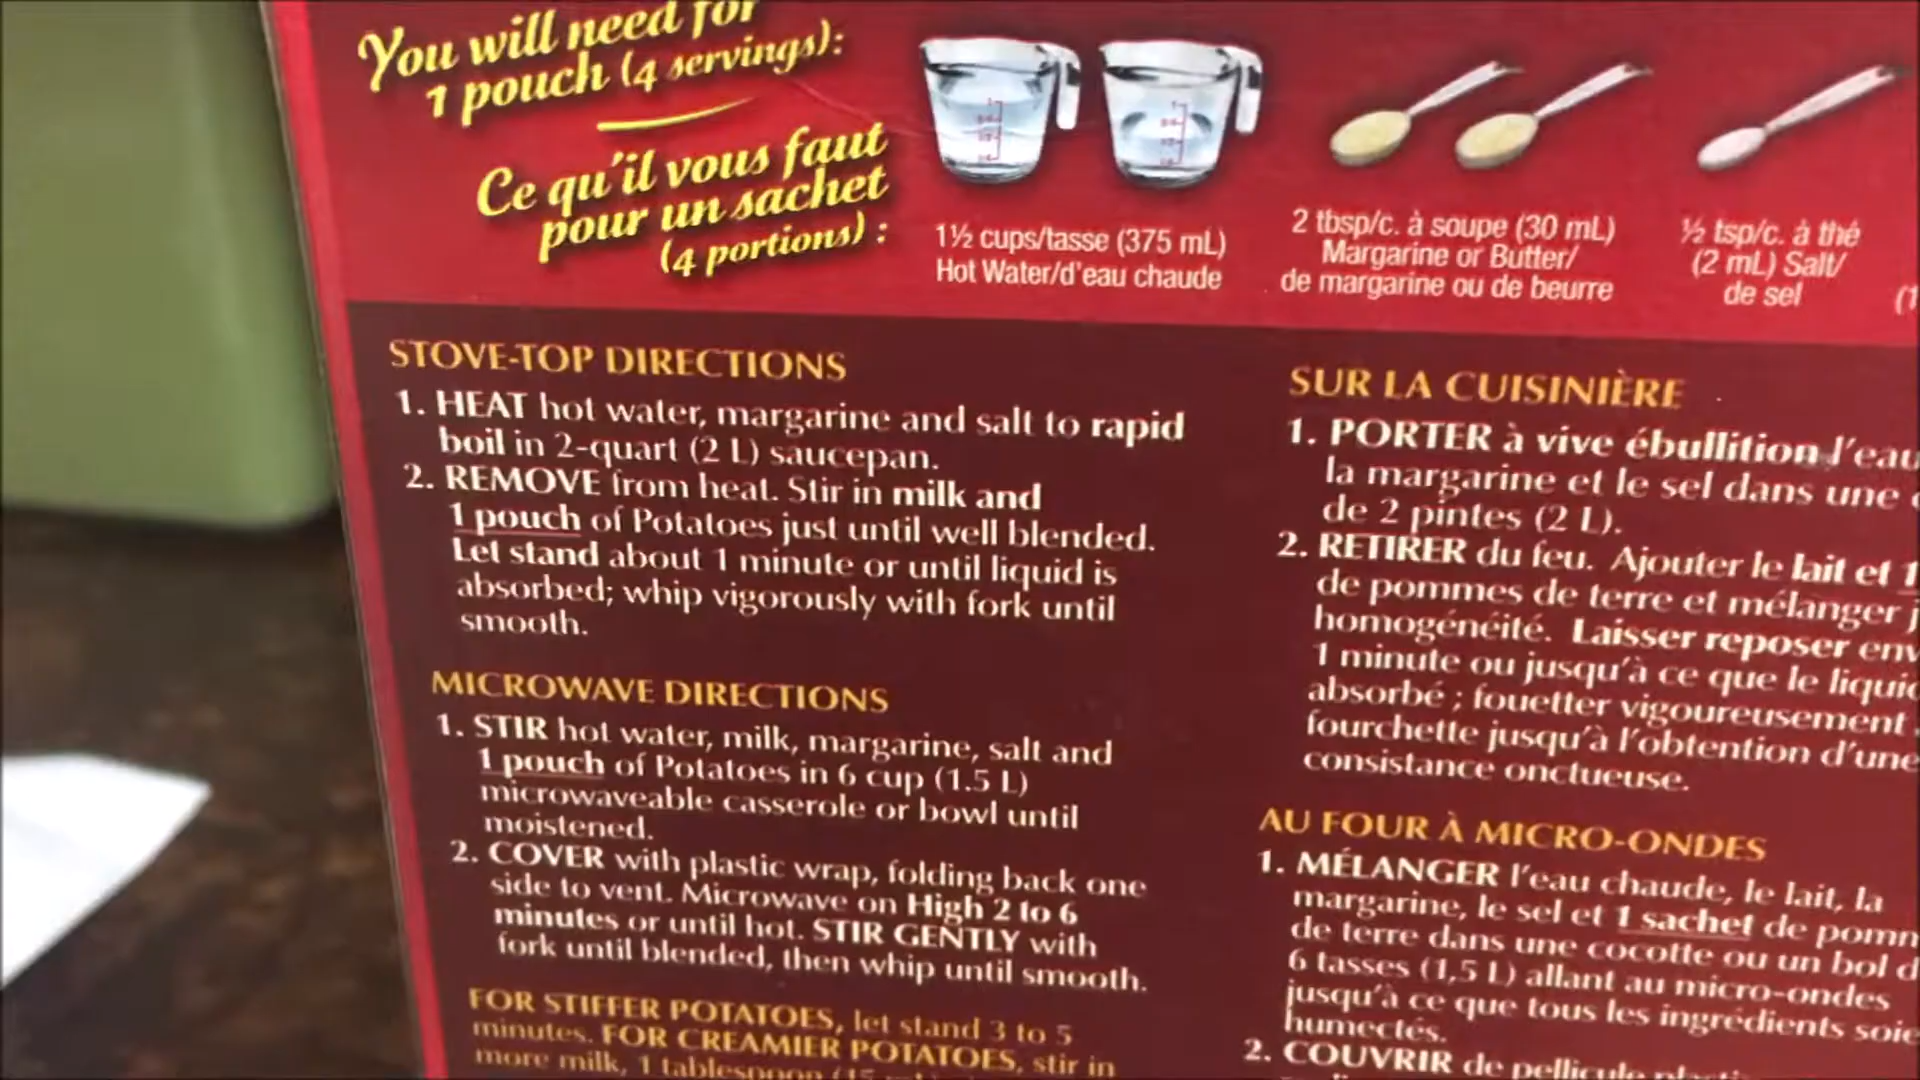 You will need for
1 pouch (4 servings):
Ce qu'il vous faut
pour un sachet
(4 portions) :
1½ cups/tasse (375 mL)
Hot Water/d'eau chaude
2 tbsp/c. à soupe (30 mL)
Margarine or Butter/
de margarine ou de beurre
½ tsp/c. à thé
(2 mL) Salt/
de sel
STOVE-TOP DIRECTIONS
1. HEAT hot water, margarine and salt to rapid
boil in 2-quart (2 L) saucepan.
2. REMOVE from heat. Stir in milk and
1 pouch of Potatoes just until well blended.
Let stand about 1 minute or until liquid is
absorbed; whip vigorously with fork until
smooth.
MICROWAVE DIRECTIONS
1. STIR hot water, milk, margarine, salt and
1 pouch of Potatoes in 6 cup (1.5 L)
microwaveable casserole or bowl until
moistened.
2. COVER with plastic wrap, folding back one
side to vent. Microwave on High 2 to 6
minutes or until hot. STIR GENTLY with
fork until blended, then whip until smooth.
FOR STIFFER POTATOES, let stand 3 to 5
minutes. FOR CREAMIER POTATOES, stir in
more milk, 1 tablespoon (15
SUR LA CUISINIÈRE
1. PORTER à vive ébullition l'eau
la margarine et le sel dans une
de 2 pintes (2 L).
2. RETIRER du feu. Ajouter le lait et 1
de pommes de terre et mélanger j
homogénéité. Laisser reposer env
1 minute ou jusqu'à ce que le liquid
absorbé ; fouetter vigoureusement
fourchette jusqu'à l'obtention d'une
consistance onctueuse.
AU FOUR À MICRO-ONDES
1. MÉLANGER l'eau chaude, le lait, la
margarine, le sel et 1 sachet de pomm
de terre dans une cocotte ou un bol d
6 tasses (1,5 L) allant au micro-ondes
jusqu'à ce que tous les ingrédients soie
humectés.
2. COUVRIR de pellicule